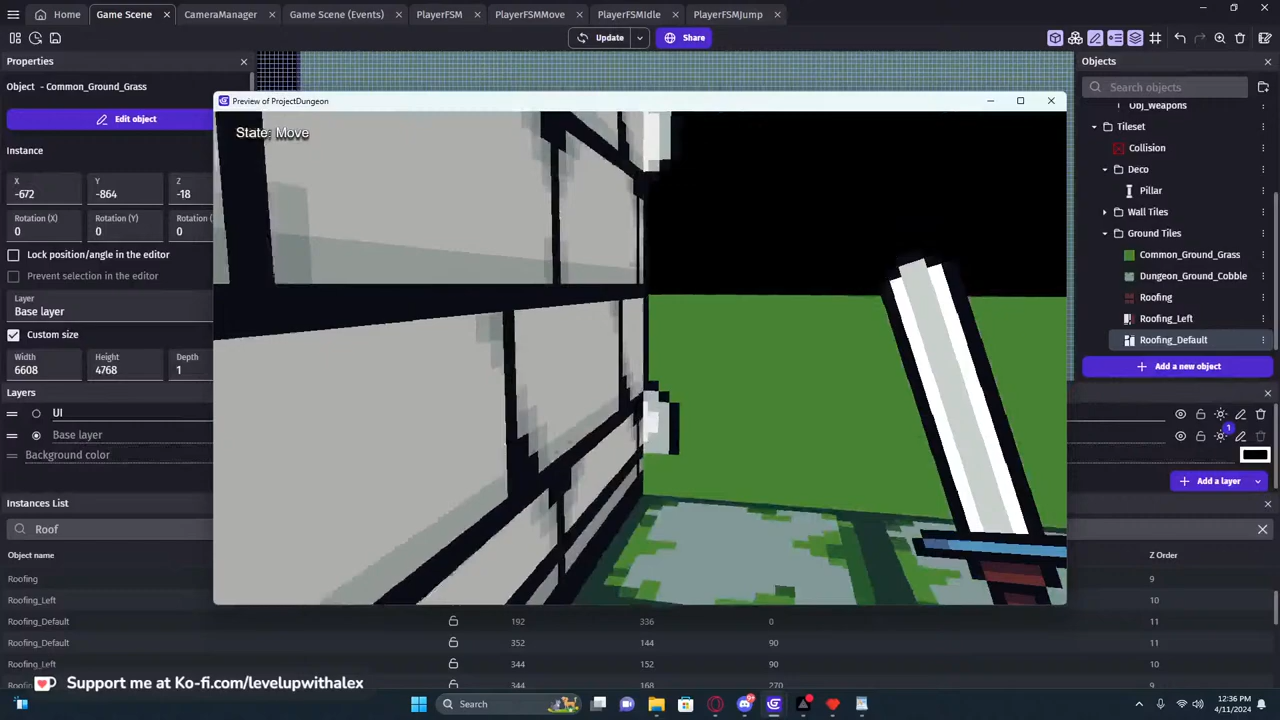 Home
Game Scene
CameraManager
Game Scene (Events)
PlayerFSM
PlayerFSMMove
PlayerFSMIdle
PlayerFSMJump
Update
Share
Properties
Object - Common_Ground_Grass
Edit object
Instance
X
-672
Y
-864
Z
-18
Rotation (X)
0
Rotation (Y)
0
Rotation (
0
Lock position/angle in the editor
Prevent selection in the editor
Layer
Base layer
Custom size
Width
6608
Height
4768
Depth
1
Layers
UI
Base layer
Background color
Instances List
Roof
Object name
Z Order
Roofing
9
Roofing_Left
10
Roofing_Default
192
336
0
11
Roofing_Default
352
144
90
11
Roofing_Left
344
152
90
10
344
168
270
9
Preview of ProjectDungeon
State: Move
Objects
Search objects
Obj_Weapons
Tileset
Collision
Deco
Pillar
Wall Tiles
Ground Tiles
Common_Ground_Grass
Dungeon_Ground_Cobble
Roofing
Roofing_Left
Roofing_Default
Add a new object
1
Add a layer
Support me at Ko-fi.com/levelupwithalex
Search
12:36 PM
4/13/2024